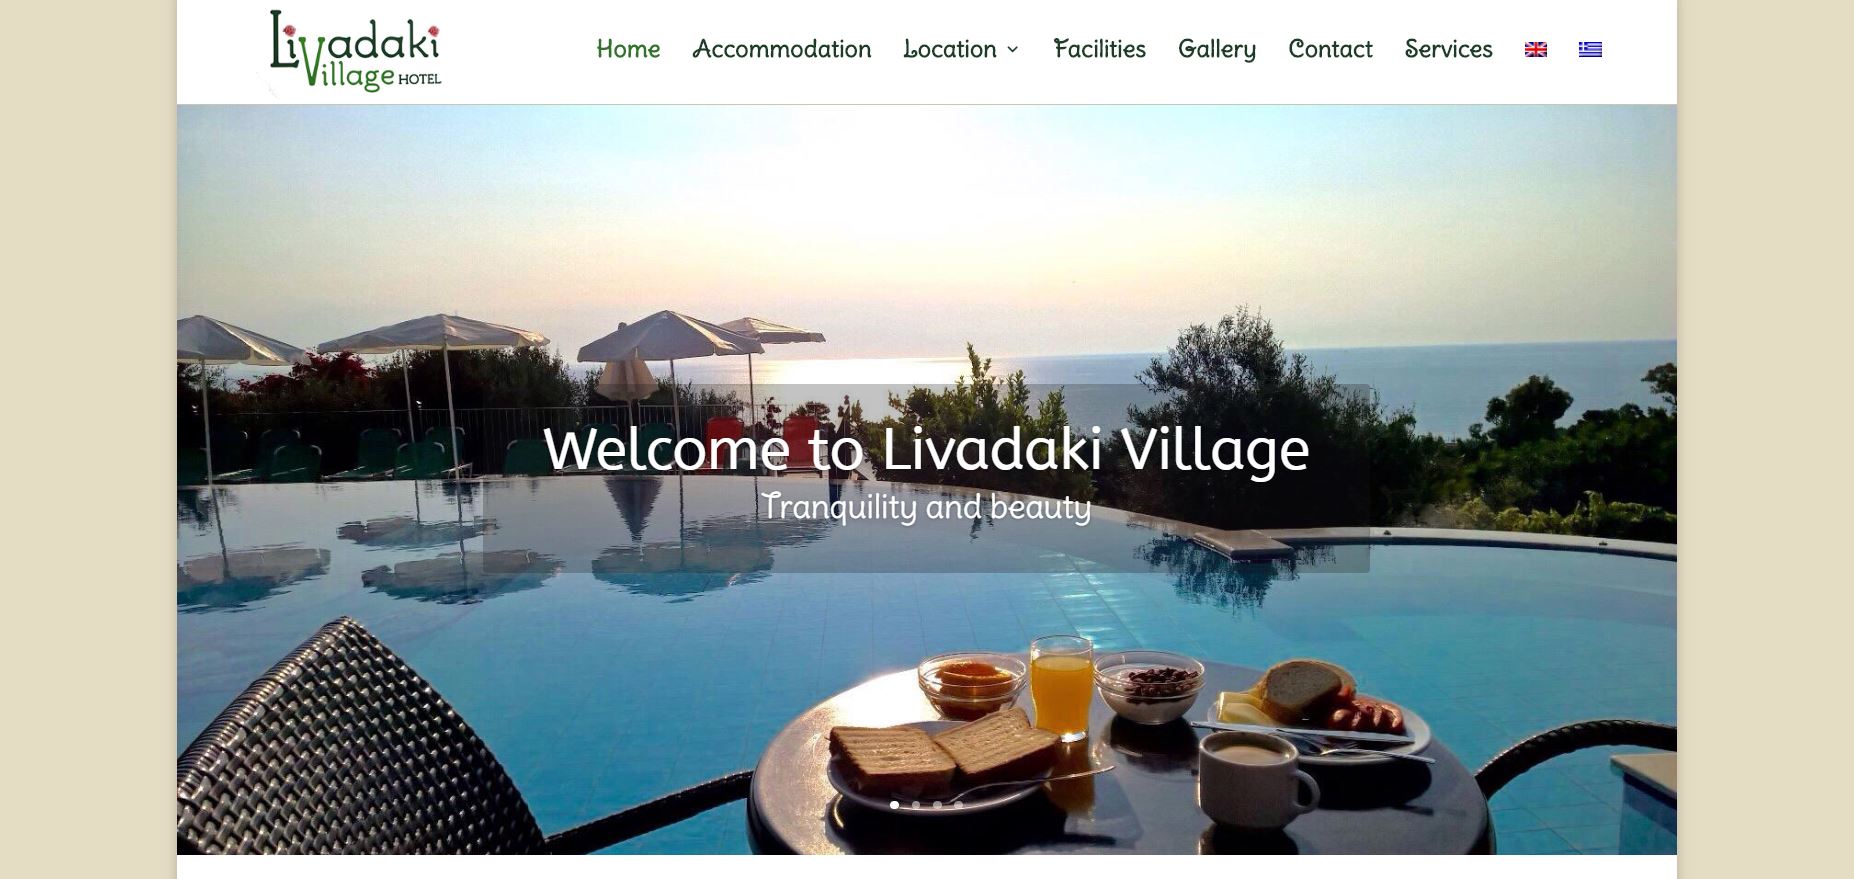 Livadaki
Village HOTEL
Home Accommodation Location Facilities Gallery Contact Services
Welcome to Livadaki Village
Tranquility and beauty